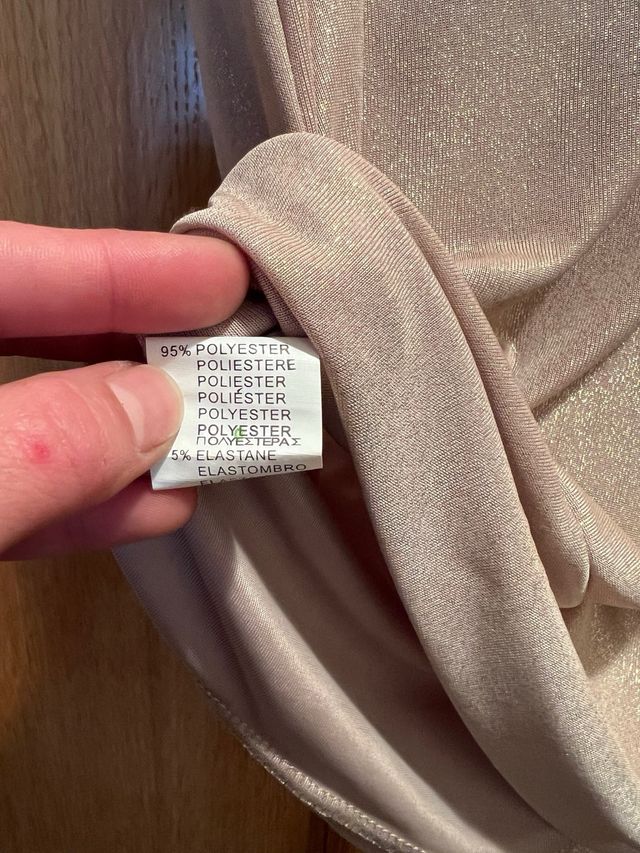 95% POLYESTER
POLIESTERE
POLIESTER
POLIÉSTER
POLYESTER
POLYESTER
ΠΟΛΥΕΣΤΕΡΑΣ
5% ELASTANE
ELASTOMBRO